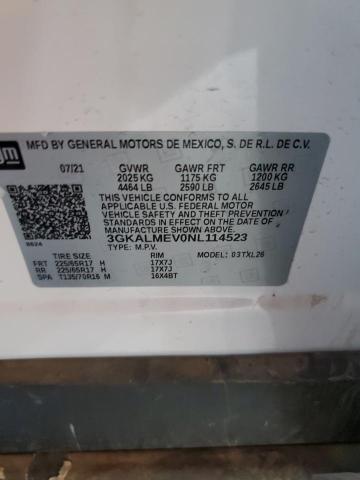 gm
MFD BY GENERAL MOTORS DE MEXICO, S. DE R.L. DE C.V.
07/21 GVWR GAWR FRT GAWR RR
2025 KG 1175 KG 1200 KG
4464 LB 2590 LB 2645 LB
THIS VEHICLE CONFORMS TO ALL
APPLICABLE U.S. FEDERAL MOTOR
VEHICLE SAFETY AND THEFT PREVENTION
STANDARDS IN EFFECT ON THE DATE OF
MANUFACTURE SHOWN ABOVE.
8624 3GKALMEV0NL114523
TYPE: M.P.V.
TIRE SIZE RIM MODEL: 03TXL26
FRT 225/65R17 H 17X7J
RR 225/65R17 H 17X7J
SPA T135/70R16 M 16X4BT